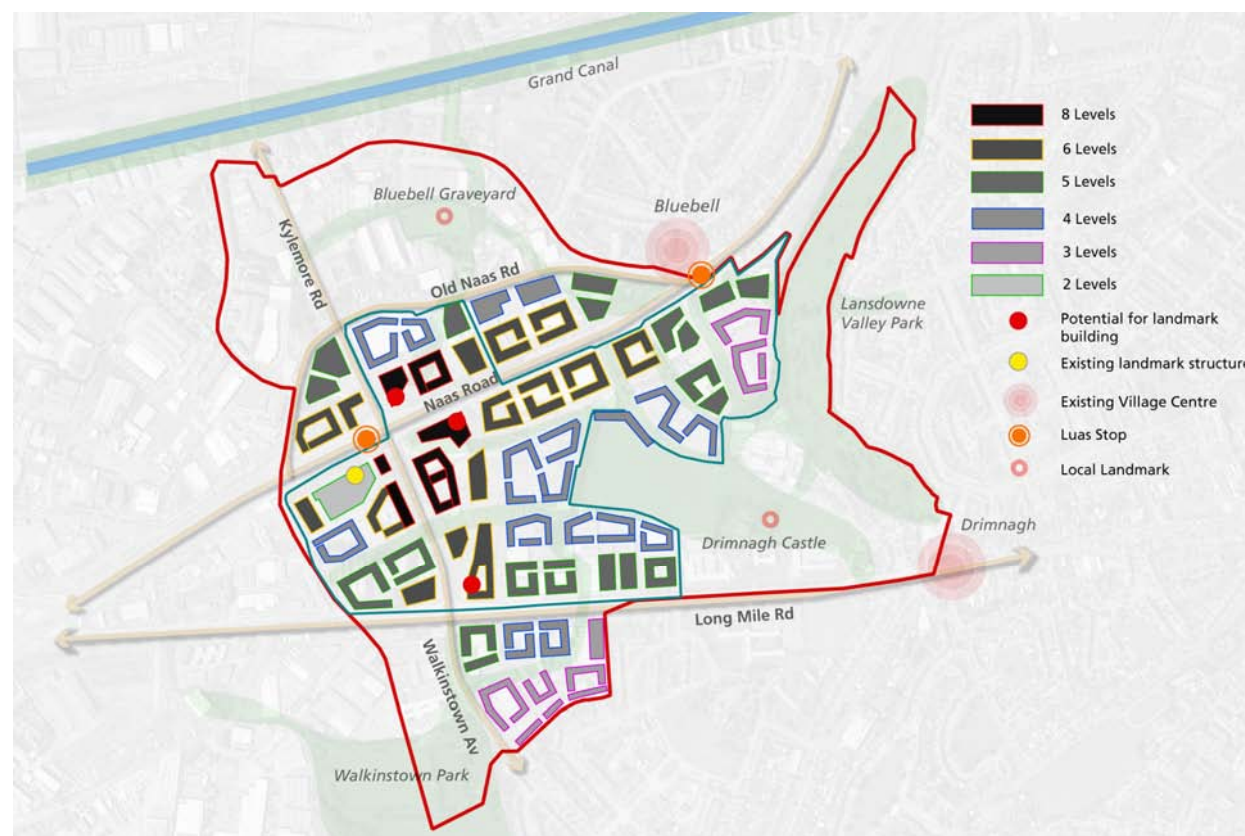 Grand Canal
Bluebell Graveyard
Bluebell
Kylemore Rd
Old Naas Rd
Lansdowne
Valley Park
Naas Road
Drimnagh
Drimnagh Castle
Long Mile Rd
Walkinstown Av
Walkinstown Park
8 Levels
6 Levels
5 Levels
4 Levels
3 Levels
2 Levels
Potential for landmark
building
Existing landmark structure
Existing Village Centre
Luas Stop
Local Landmark